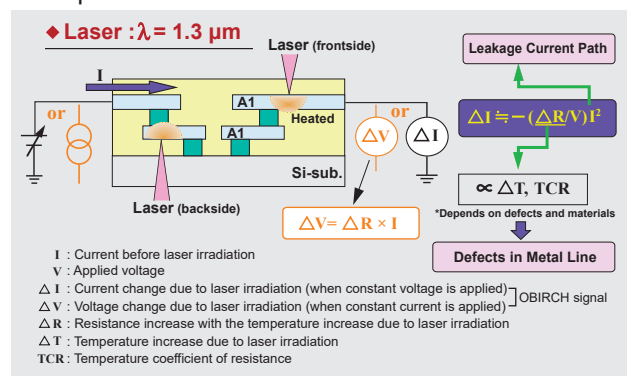 ◆ Laser : λ = 1.3 μm
Laser (frontside)
Leakage Current Path
I
or
A1
Heated
A1
or
△V
△I
△I≒−(△R/V)I²
Si-sub.
∝ △T, TCR
*Depends on defects and materials
Laser (backside)
△V= △R × I
Defects in Metal Line
I : Current before laser irradiation
V : Applied voltage
△ I : Current change due to laser irradiation (when constant voltage is applied)
△ V : Voltage change due to laser irradiation (when constant current is applied)
OBIRCH signal
△ R : Resistance increase with the temperature increase due to laser irradiation
△ T : Temperature increase due to laser irradiation
TCR : Temperature coefficient of resistance